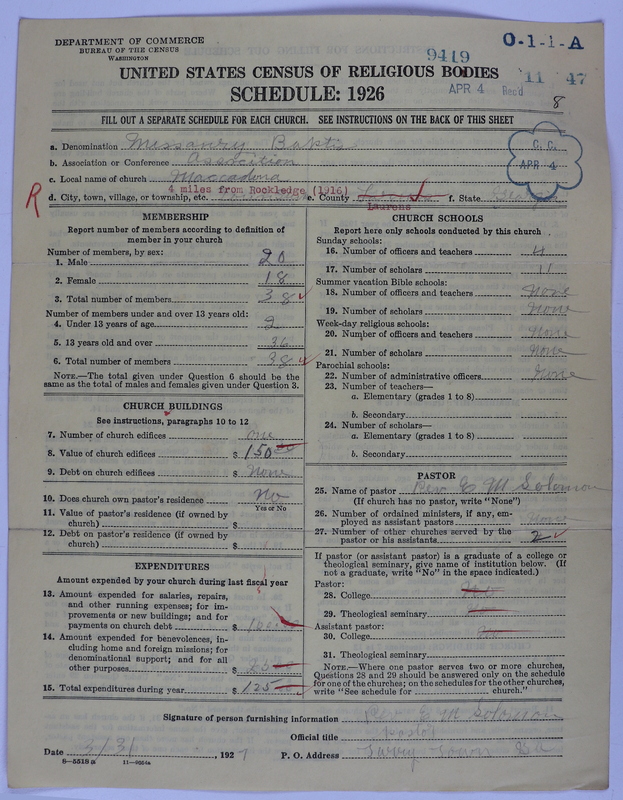 DEPARTMENT OF COMMERCE
BUREAU OF THE CENSUS
WASHINGTON
9419
O-1-1-A
UNITED STATES CENSUS OF RELIGIOUS BODIES
11 47
SCHEDULE: 1926
APR 4 Rec'd
8
FILL OUT A SEPARATE SCHEDULE FOR EACH CHURCH. SEE INSTRUCTIONS ON THE BACK OF THIS SHEET
a. Denomination Missanry Baptis
b. Association or Conference Assocition
C. C.
APR 4
c. Local name of church Maccadona
4 miles from Rockledge (1916)
R
d. City, town, village, or township, etc. e. County f. State Georgia
Laurens
MEMBERSHIP
Report number of members according to definition of
member in your church
Number of members, by sex:
1. Male 20
2. Female 18
3. Total number of members 38
Number of members under and over 13 years old:
4. Under 13 years of age 2
5. 13 years old and over 36
6. Total number of members 38
NOTE.—The total given under Question 6 should be
same as the total of males and females given under Question 3.
CHURCH BUILDINGS
See instructions, paragraphs 10 to 12
7. Number of church edifices one
8. Value of church edifices $ 150 00
9. Debt on church edifices $ None
10. Does church own pastor's residence No
Yes or No
11. Value of pastor's residence (if owned by
church) $
12. Debt on pastor's residence (if owned by
church) $
EXPENDITURES
Amount expended by your church during last fiscal year
13. Amount expended for salaries, repairs,
and other running expenses; for im-
provements or new buildings; and for
payments on church debt $ 100.00
14. Amount expended for benevolences, in-
cluding home and foreign missions; for
denominational support; and for all
other purposes $ 25
15. Total expenditures during year $ 125
CHURCH SCHOOLS
Report here only schools conducted by this church
Sunday schools:
16. Number of officers and teachers 4
17. Number of scholars 11
Summer vacation Bible schools:
18. Number of officers and teachers None
19. Number of scholars None
Week-day religious schools:
20. Number of officers and teachers None
21. Number of scholars None
Parochial schools:
22. Number of administrative officers None
23. Number of teachers—
a. Elementary (grades 1 to 8)
b. Secondary
24. Number of scholars—
a. Elementary (grades 1 to 8)
b. Secondary
PASTOR
25. Name of pastor Rev E M Solomon
(If church has no pastor, write "None")
26. Number of ordained ministers, if any, em-
ployed as assistant pastors None
27. Number of other churches served by the
pastor or his assistants 2
If pastor (or assistant pastor) is a graduate of a college or
theological seminary, give name of institution below. (If
not a graduate, write "No" in the space indicated.)
Pastor:
28. College No
29. Theological seminary
Assistant pastor:
30. College
31. Theological seminary
NOTE.—Where one pastor serves two or more churches,
Questions 28 and 29 should be answered only on the schedule
for one of the churches; on the schedules for the other churches,
write "See schedule for church."
Signature of person furnishing information Rev E M Solomon
Official title pastor
Date 3/31 1927 P. O. Address Tarry Town Ga
8—5518 a 11—9664a